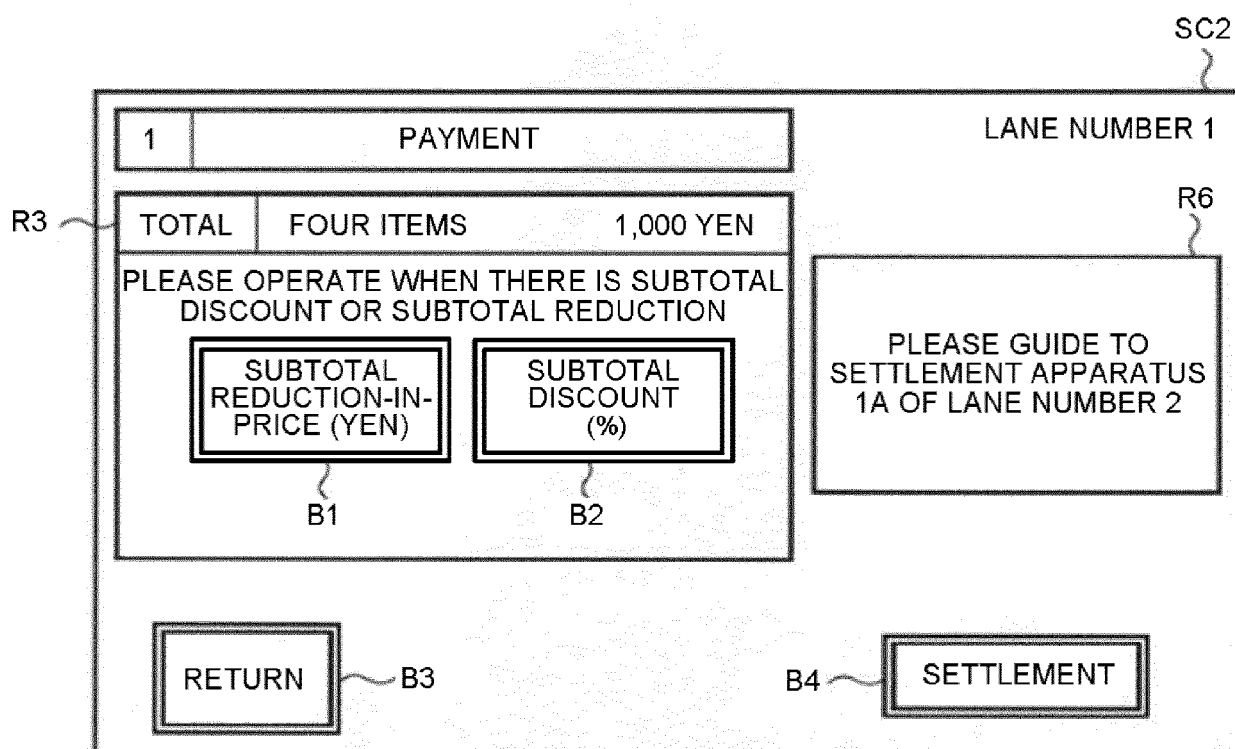 SC2
1 PAYMENT
LANE NUMBER 1
R3
TOTAL FOUR ITEMS 1,000 YEN
R6
PLEASE OPERATE WHEN THERE IS SUBTOTAL
DISCOUNT OR SUBTOTAL REDUCTION
SUBTOTAL
REDUCTION-IN-
PRICE (YEN)
SUBTOTAL
DISCOUNT
(%)
B1
B2
PLEASE GUIDE TO
SETTLEMENT APPARATUS
1A OF LANE NUMBER 2
RETURN
B3
B4
SETTLEMENT